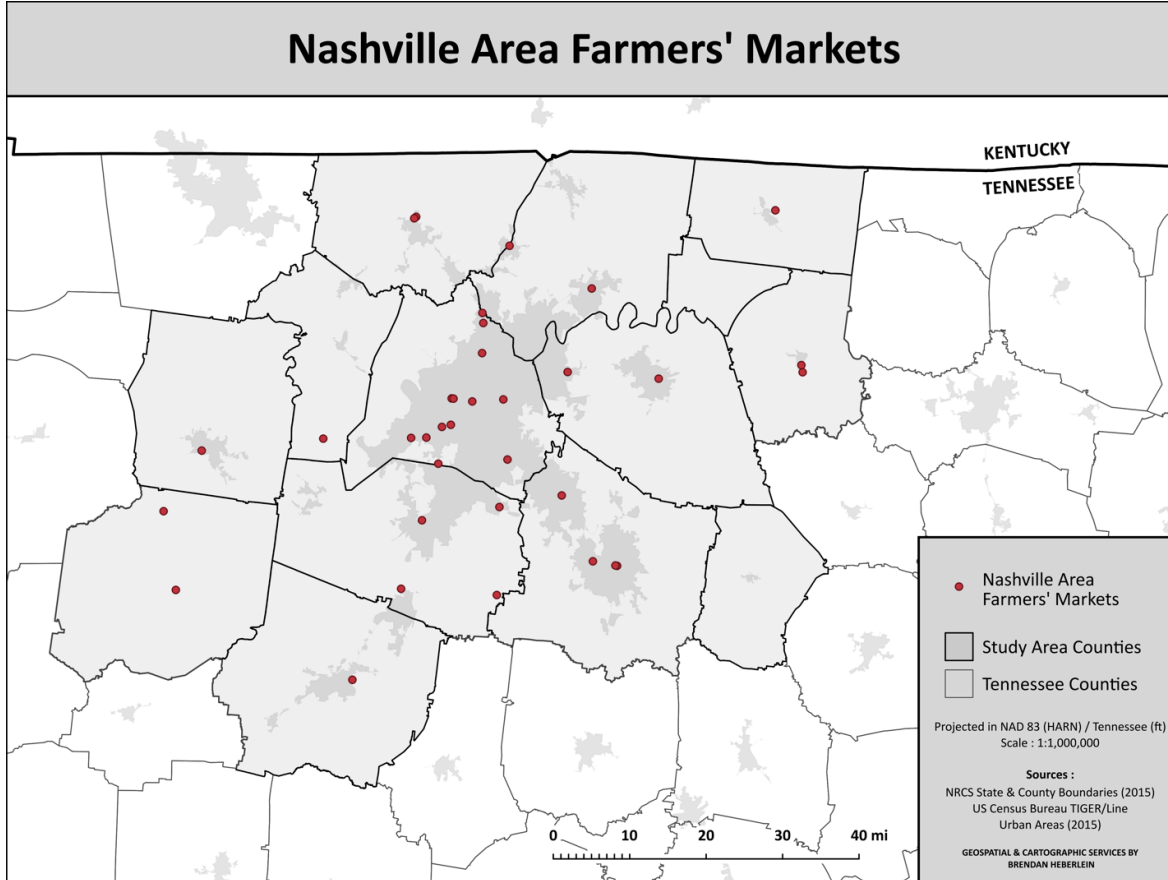 Nashville Area Farmers' Markets
KENTUCKY
TENNESSEE
Nashville Area
Farmers' Markets
Study Area Counties
Tennessee Counties
Projected in NAD 83 (HARN) / Tennessee (ft)
Scale : 1:1,000,000
Sources :
NRCS State & County Boundaries (2015)
US Census Bureau TIGER/Line
Urban Areas (2015)
GEOSPATIAL & CARTOGRAPHIC SERVICES BY
BRENDAN HEBERLEIN
0 10 20 30 40 mi